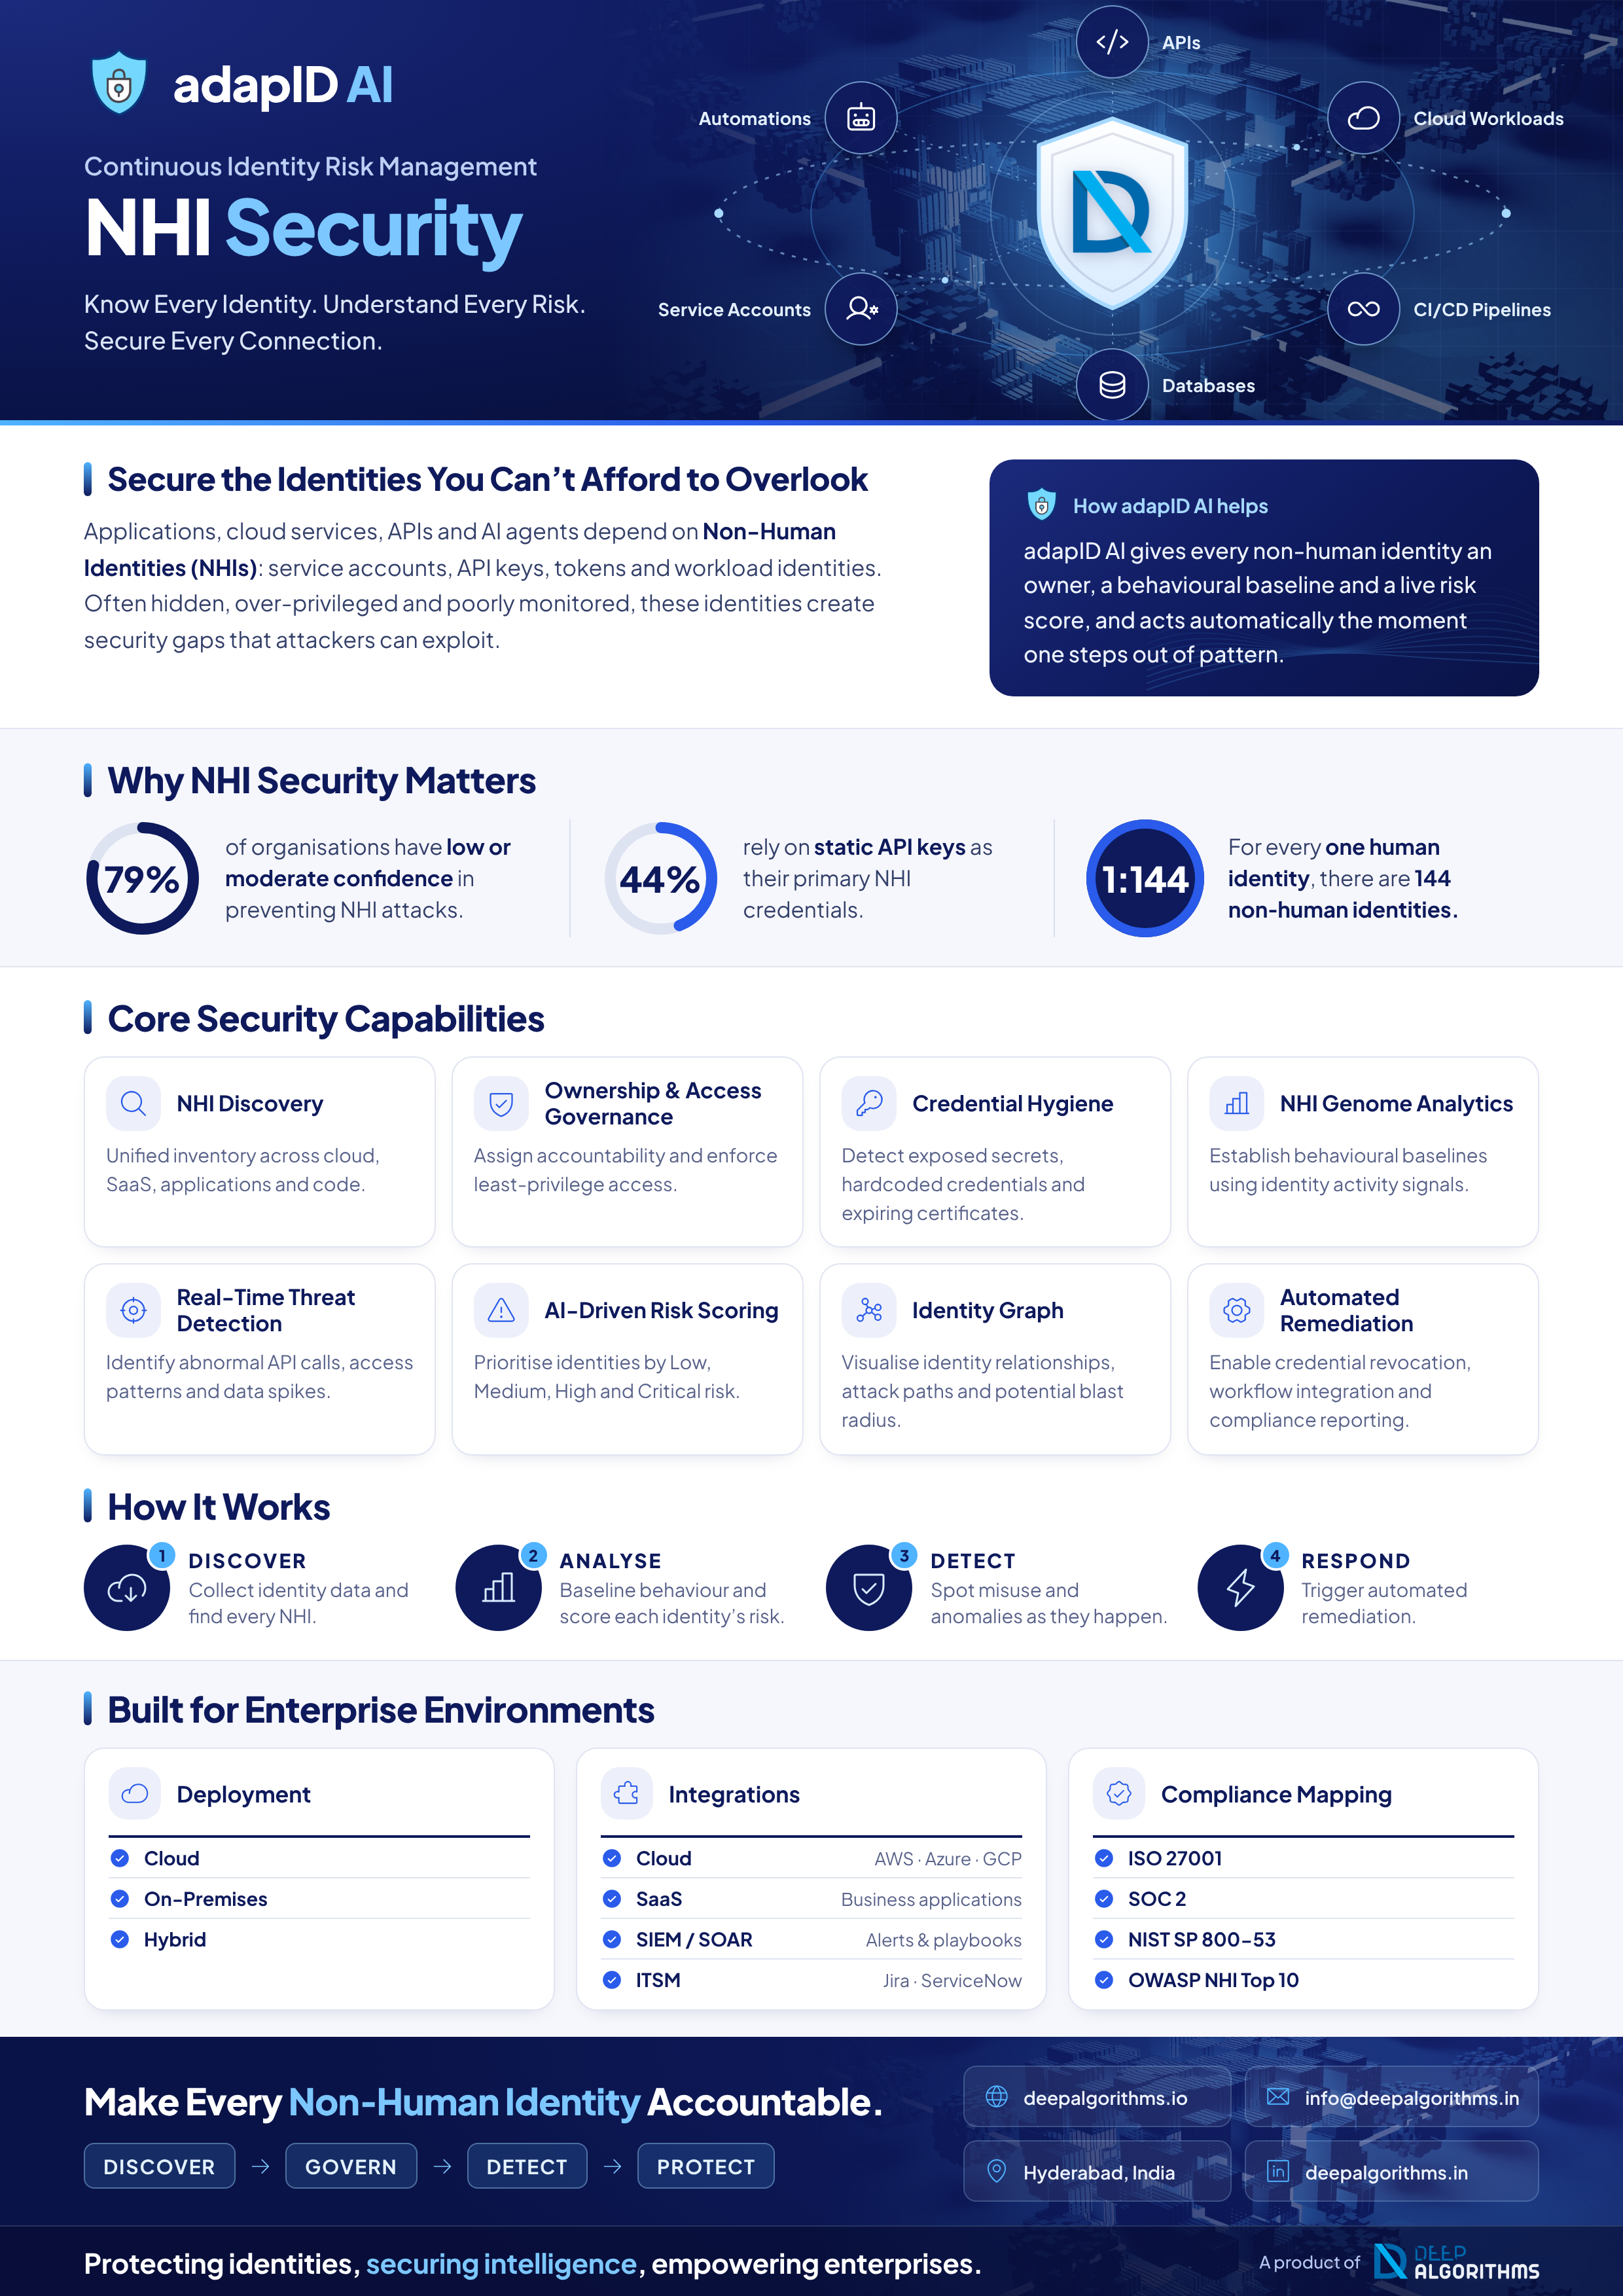 adapID AI
Continuous Identity Risk Management
NHI Security
Know Every Identity. Understand Every Risk.
Secure Every Connection.
APIs
Automations
Cloud Workloads
Service Accounts
CI/CD Pipelines
Databases
Secure the Identities You Can’t Afford to Overlook
Applications, cloud services, APIs and AI agents depend on Non-Human
Identities (NHIs): service accounts, API keys, tokens and workload identities.
Often hidden, over-privileged and poorly monitored, these identities create
security gaps that attackers can exploit.
How adapID AI helps
adapID AI gives every non-human identity an
owner, a behavioural baseline and a live risk
score, and acts automatically the moment
one steps out of pattern.
Why NHI Security Matters
79%
of organisations have low or
moderate confidence in
preventing NHI attacks.
44%
rely on static API keys as
their primary NHI
credentials.
1:144
For every one human
identity, there are 144
non-human identities.
Core Security Capabilities
NHI Discovery
Unified inventory across cloud,
SaaS, applications and code.
Ownership & Access
Governance
Assign accountability and enforce
least-privilege access.
Credential Hygiene
Detect exposed secrets,
hardcoded credentials and
expiring certificates.
NHI Genome Analytics
Establish behavioural baselines
using identity activity signals.
Real-Time Threat
Detection
Identify abnormal API calls, access
patterns and data spikes.
AI-Driven Risk Scoring
Prioritise identities by Low,
Medium, High and Critical risk.
Identity Graph
Visualise identity relationships,
attack paths and potential blast
radius.
Automated
Remediation
Enable credential revocation,
workflow integration and
compliance reporting.
How It Works
1
DISCOVER
Collect identity data and
find every NHI.
2
ANALYSE
Baseline behaviour and
score each identity’s risk.
3
DETECT
Spot misuse and
anomalies as they happen.
4
RESPOND
Trigger automated
remediation.
Built for Enterprise Environments
Deployment
Cloud
On-Premises
Hybrid
Integrations
Cloud AWS · Azure · GCP
SaaS Business applications
SIEM / SOAR Alerts & playbooks
ITSM Jira · ServiceNow
Compliance Mapping
ISO 27001
SOC 2
NIST SP 800-53
OWASP NHI Top 10
Make Every Non-Human Identity Accountable.
DISCOVER → GOVERN → DETECT → PROTECT
deepalgorithms.io
info@deepalgorithms.in
Hyderabad, India
in deepalgorithms.in
Protecting identities, securing intelligence, empowering enterprises.
A product of
DEEP
ALGORITHMS